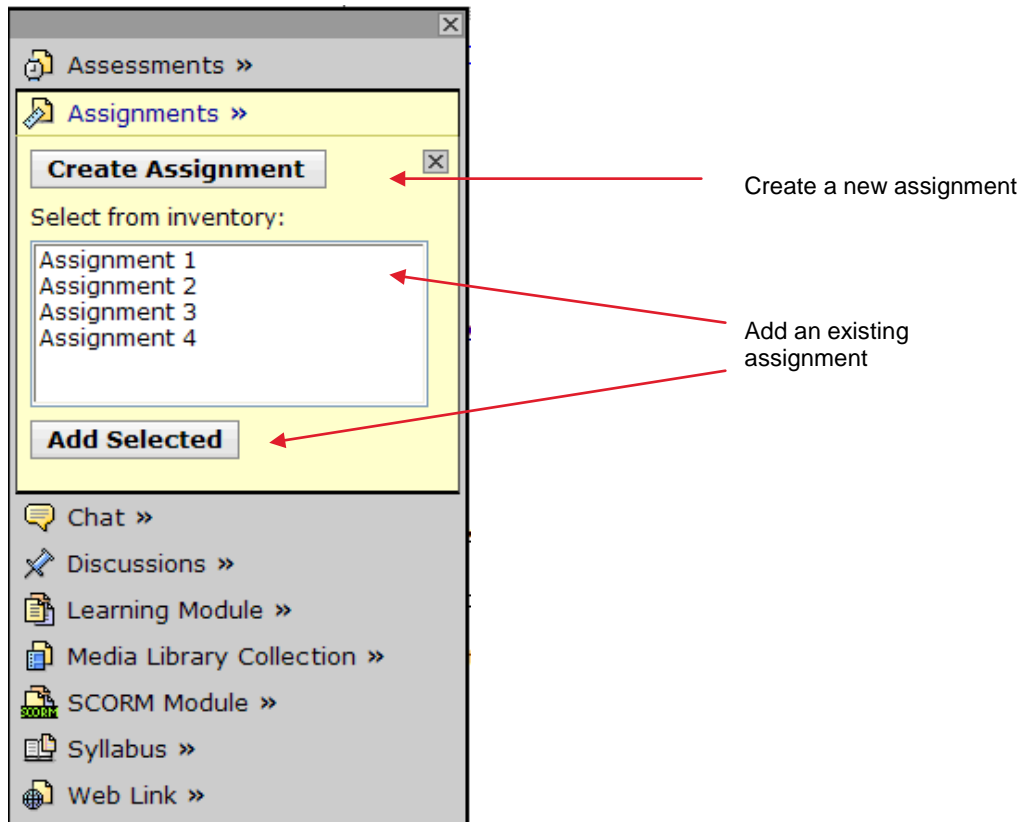 Assessments »
Assignments »
Create Assignment
Create a new assignment
Select from inventory:
Assignment 1
Assignment 2
Assignment 3
Assignment 4
Add an existing
assignment
Add Selected
Chat »
Discussions »
Learning Module »
Media Library Collection »
SCORM
SCORM Module »
Syllabus »
Web Link »